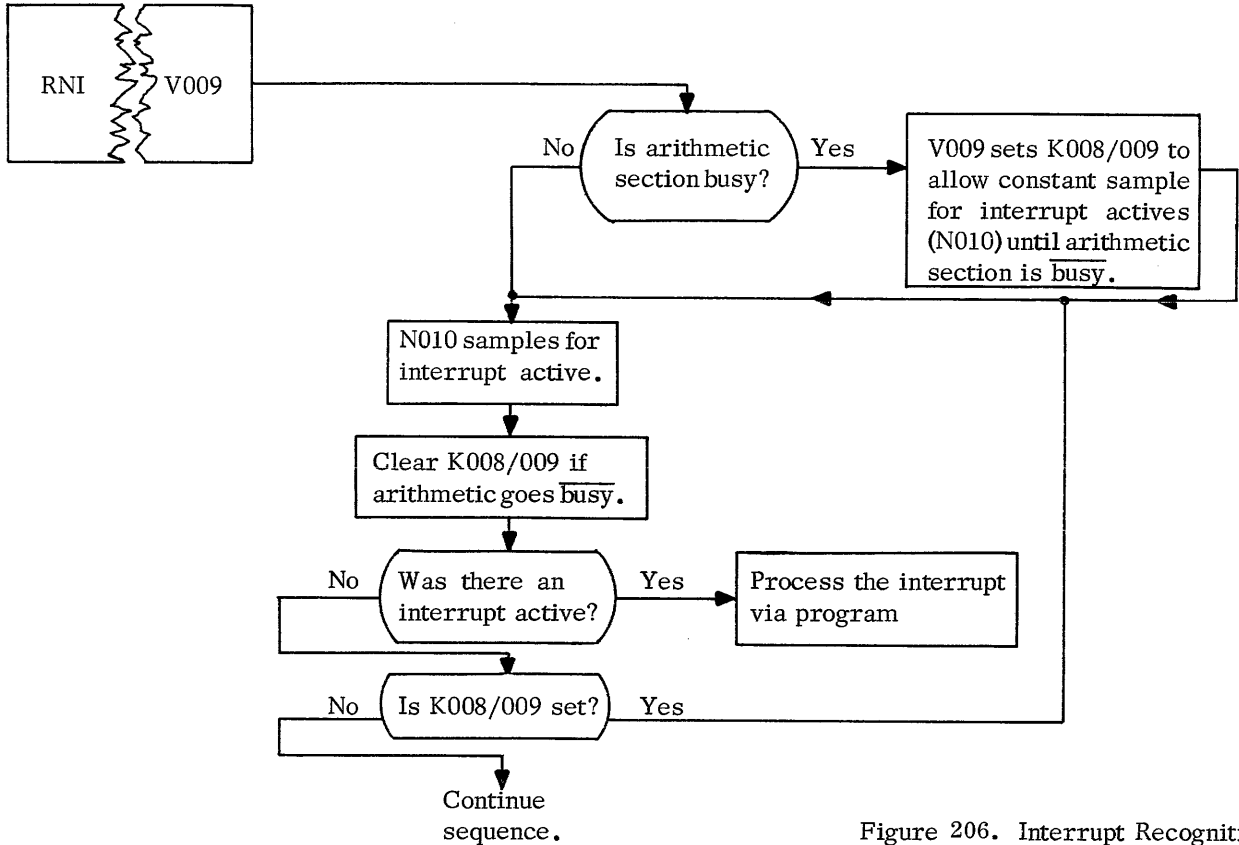 RNI
V009
Is arithmetic
section busy?
No
Yes
V009 sets K008/009 to
allow constant sample
for interrupt actives
(N010) until arithmetic
section is busy.
N010 samples for
interrupt active.
Clear K008/009 if
arithmetic goes busy.
Was there an
interrupt active?
No
Yes
Process the interrupt
via program
Is K008/009 set?
No
Yes
Continue
sequence.
Figure 206. Interrupt Recogniti